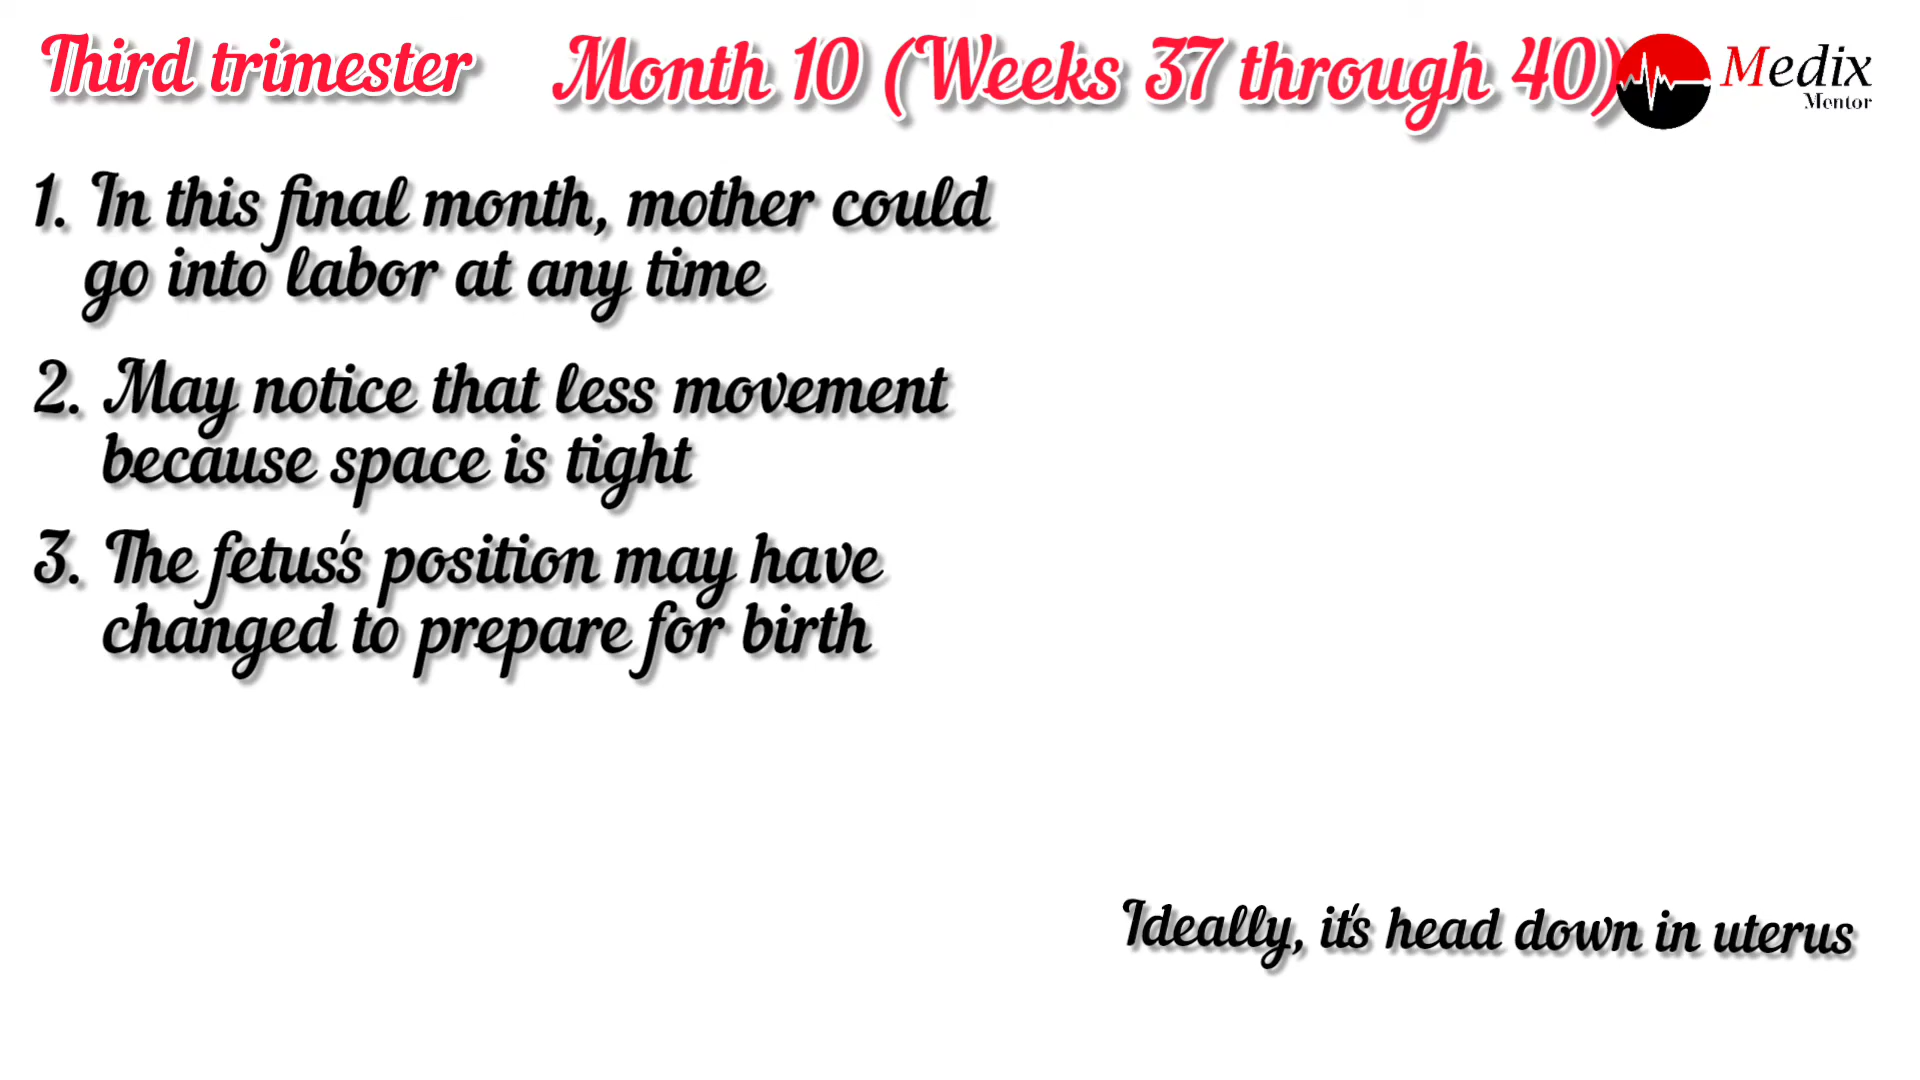 Third trimester
Month 10 (Weeks 37 through 40)
Medix
Mentor
1. In this final month, mother could
go into labor at any time
2. May notice that less movement
because space is tight
3. The fetus's position may have
changed to prepare for birth
Ideally, it's head down in uterus